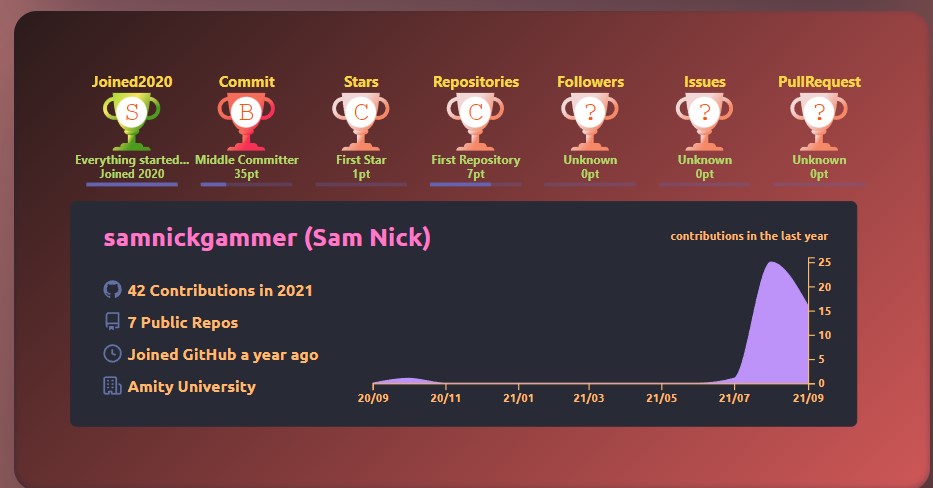 Joined2020 Commit Stars Repositories Followers Issues PullRequest
S B C C ? ? ?
Everything started... Middle Committer First Star First Repository Unknown Unknown Unknown
Joined 2020 35pt 1pt 7pt 0pt 0pt 0pt
samnickgammer (Sam Nick)
contributions in the last year
42 Contributions in 2021
7 Public Repos
Joined GitHub a year ago
Amity University
25
20
15
10
5
0
20/09 20/11 21/01 21/03 21/05 21/07 21/09